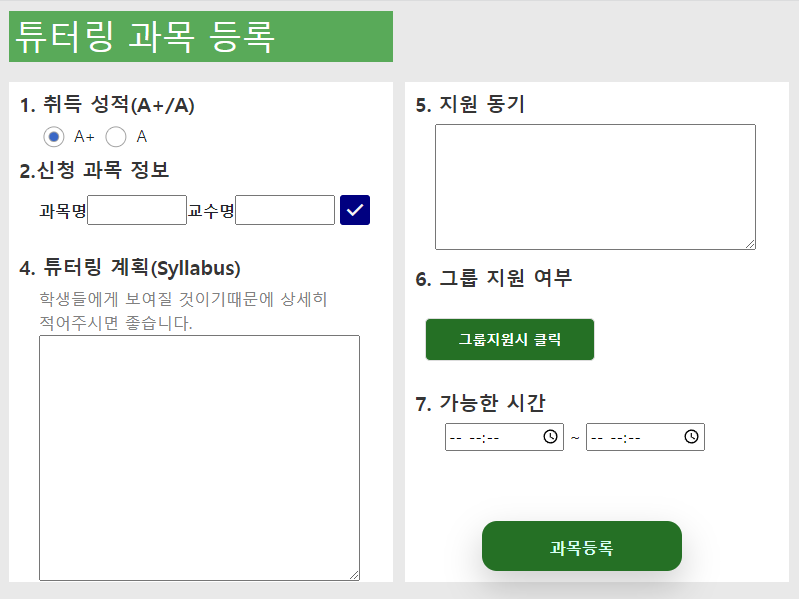 튜터링 과목 등록
1. 취득 성적(A+/A)
A+ A
2.신청 과목 정보
과목명 교수명
4. 튜터링 계획(Syllabus)
학생들에게 보여질 것이기때문에 상세히
적어주시면 좋습니다.
5. 지원 동기
6. 그룹 지원 여부
그룹지원시 클릭
7. 가능한 시간
-- --:-- ~ -- --:--
과목등록